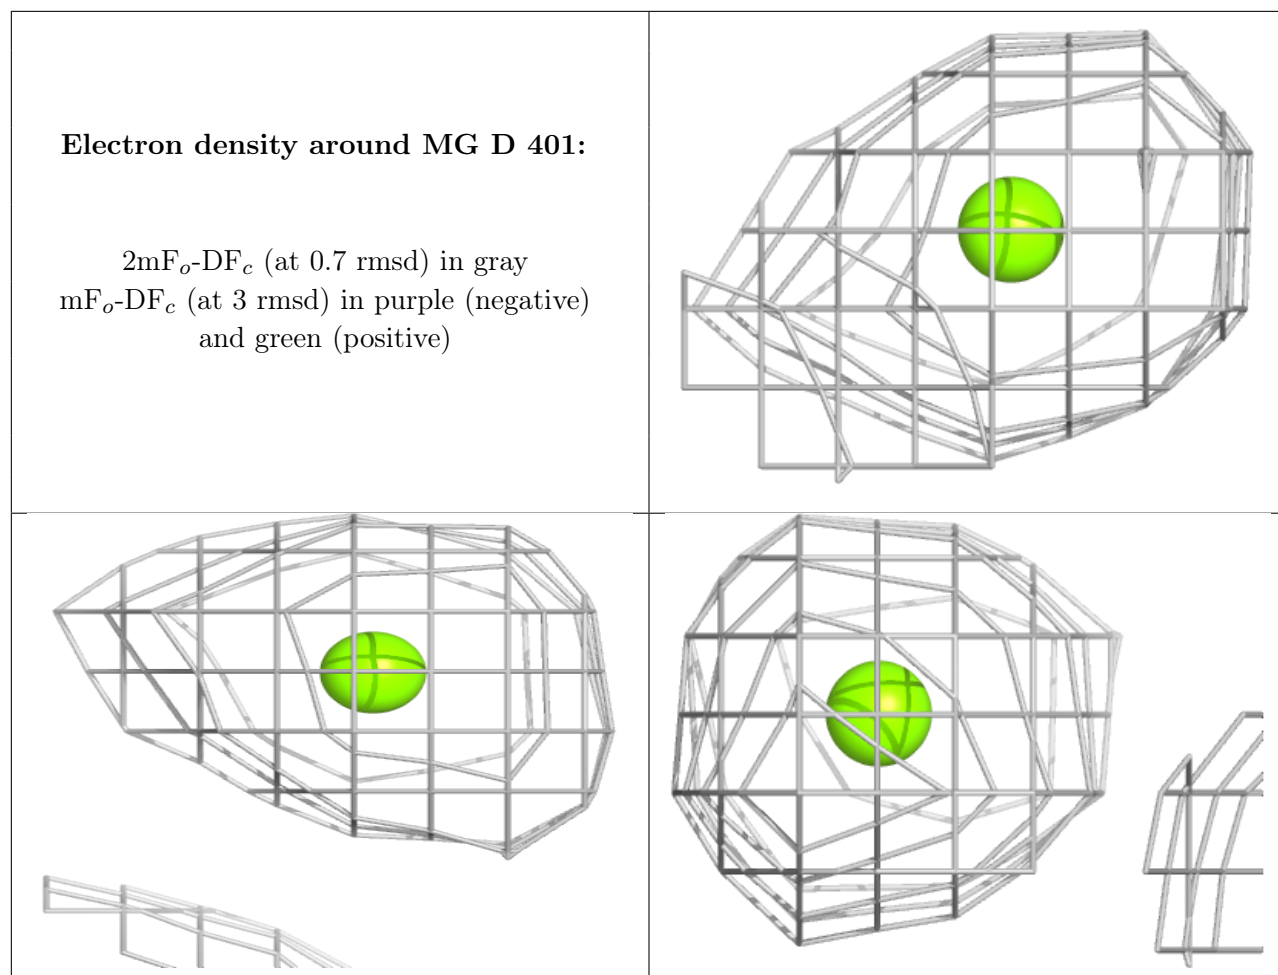 Electron density around MG D 401:
2mFo-DFc (at 0.7 rmsd) in gray
mFo-DFc (at 3 rmsd) in purple (negative)
and green (positive)